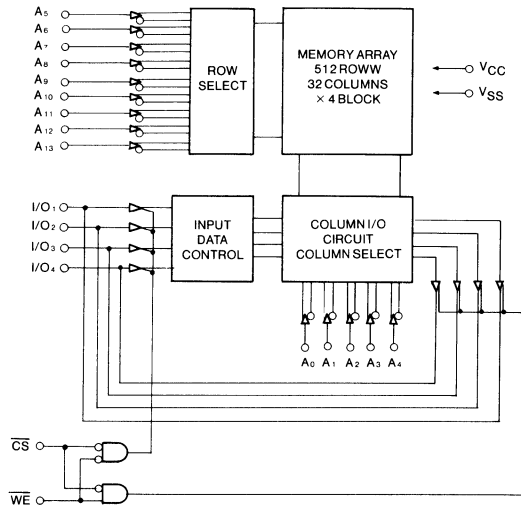 A5
A6
A7
A8
A9
A10
A11
A12
A13
ROW
SELECT
MEMORY ARRAY
512 ROWW
32 COLUMNS
× 4 BLOCK
VCC
VSS
I/O1
I/O2
I/O3
I/O4
INPUT
DATA
CONTROL
COLUMN I/O
CIRCUIT
COLUMN SELECT
A0 A1 A2 A3 A4
CS
WE